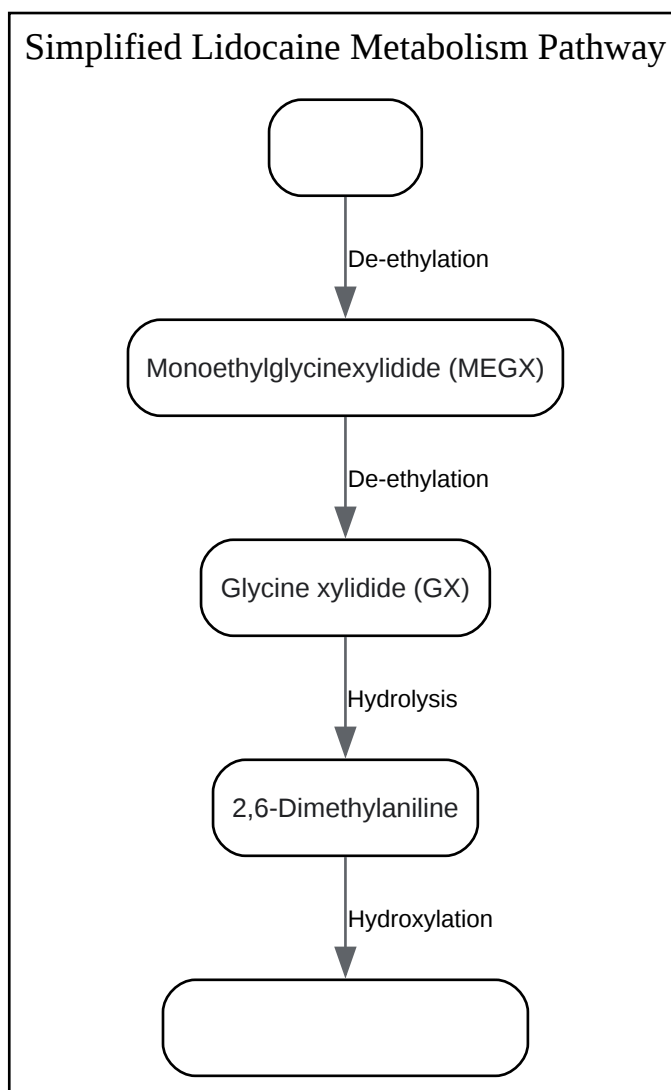 Simplified Lidocaine Metabolism Pathway
De-ethylation
Monoethylglycinexylidide (MEGX)
De-ethylation
Glycine xylidide (GX)
Hydrolysis
2,6-Dimethylaniline
Hydroxylation